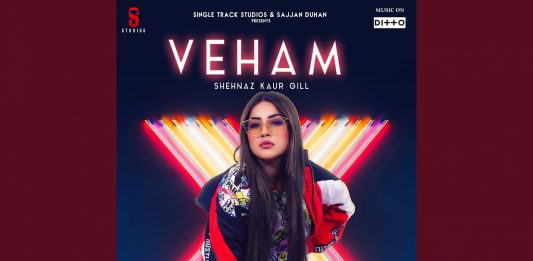 S
STUDIOS
SINGLE TRACK STUDIOS & SAJJAN DUHAN
PRESENTS
MUSIC ON
DITTO
VEHAM
SHEHNAZ KAUR GILL